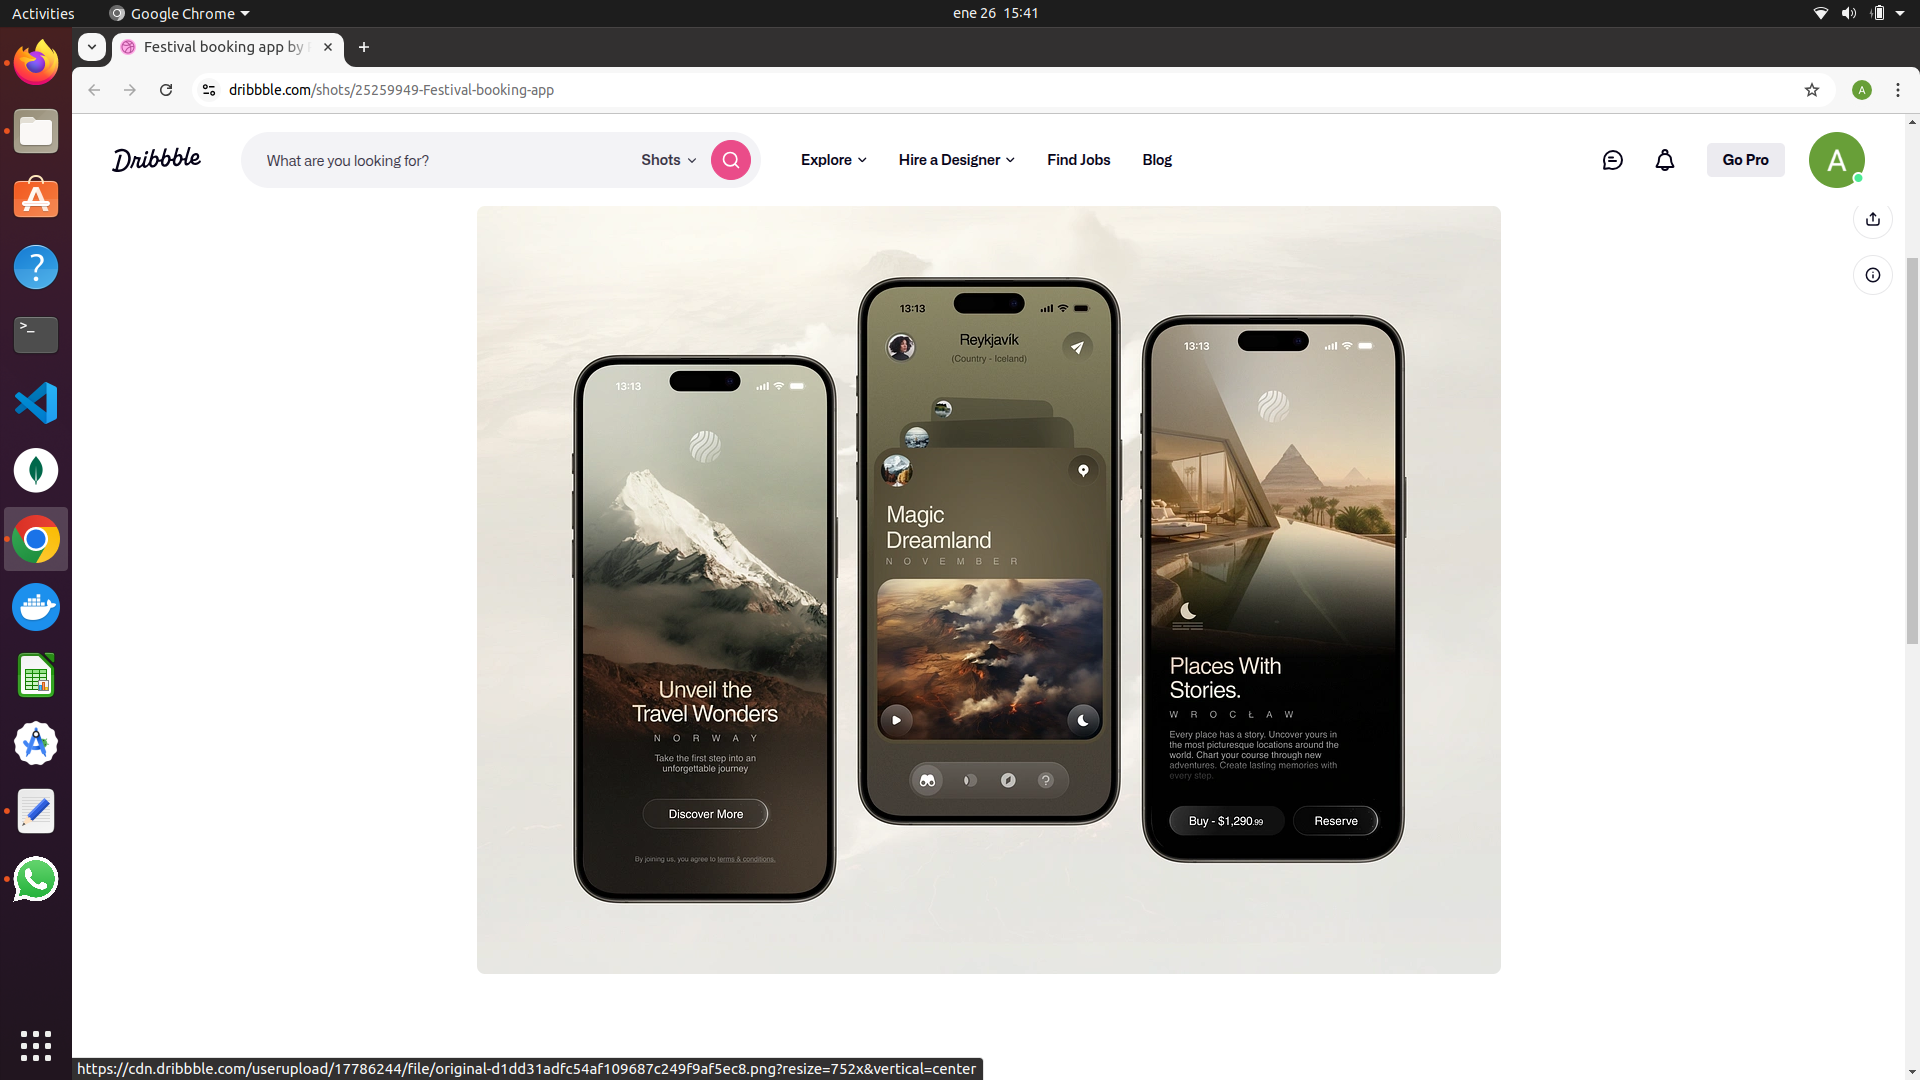 Activities
Google Chrome
ene 26 15:41
Festival booking app by
dribbble.com/shots/25259949-Festival-booking-app
A
Dribbble
What are you looking for?
Shots
Explore
Hire a Designer
Find Jobs
Blog
Go Pro
A
13:13
Unveil the
Travel Wonders
NORWAY
Take the first step into an
unforgettable journey
Discover More
By joining us, you agree to terms & conditions.
13:13
Reykjavík
(Country - Iceland)
Magic
Dreamland
NOVEMBER
13:13
Places With
Stories.
WROCŁAW
Every place has a story. Uncover yours in
the most picturesque locations around the
world. Chart your course through new
adventures. Create lasting memories with
every step.
Buy - $1,290.99
Reserve
https://cdn.dribbble.com/userupload/17786244/file/original-d1dd31adfc54af109687c249f9af5ec8.png?resize=752x&vertical=center